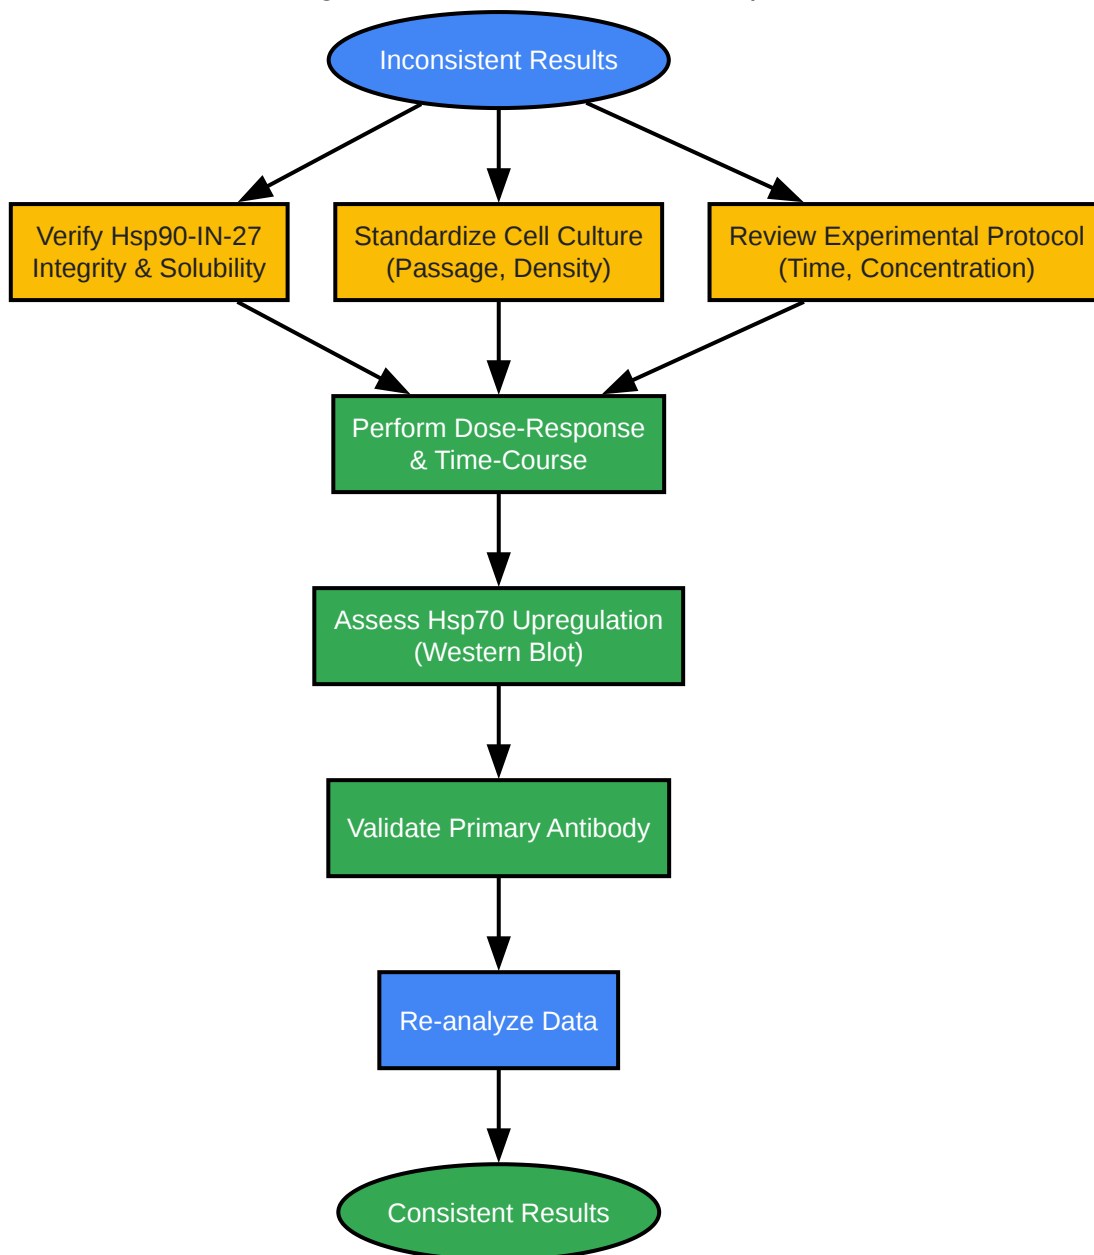 Inconsistent Results
Verify Hsp90-IN-27
Integrity & Solubility
Standardize Cell Culture
(Passage, Density)
Review Experimental Protocol
(Time, Concentration)
Perform Dose-Response
& Time-Course
Assess Hsp70 Upregulation
(Western Blot)
Validate Primary Antibody
Re-analyze Data
Consistent Results